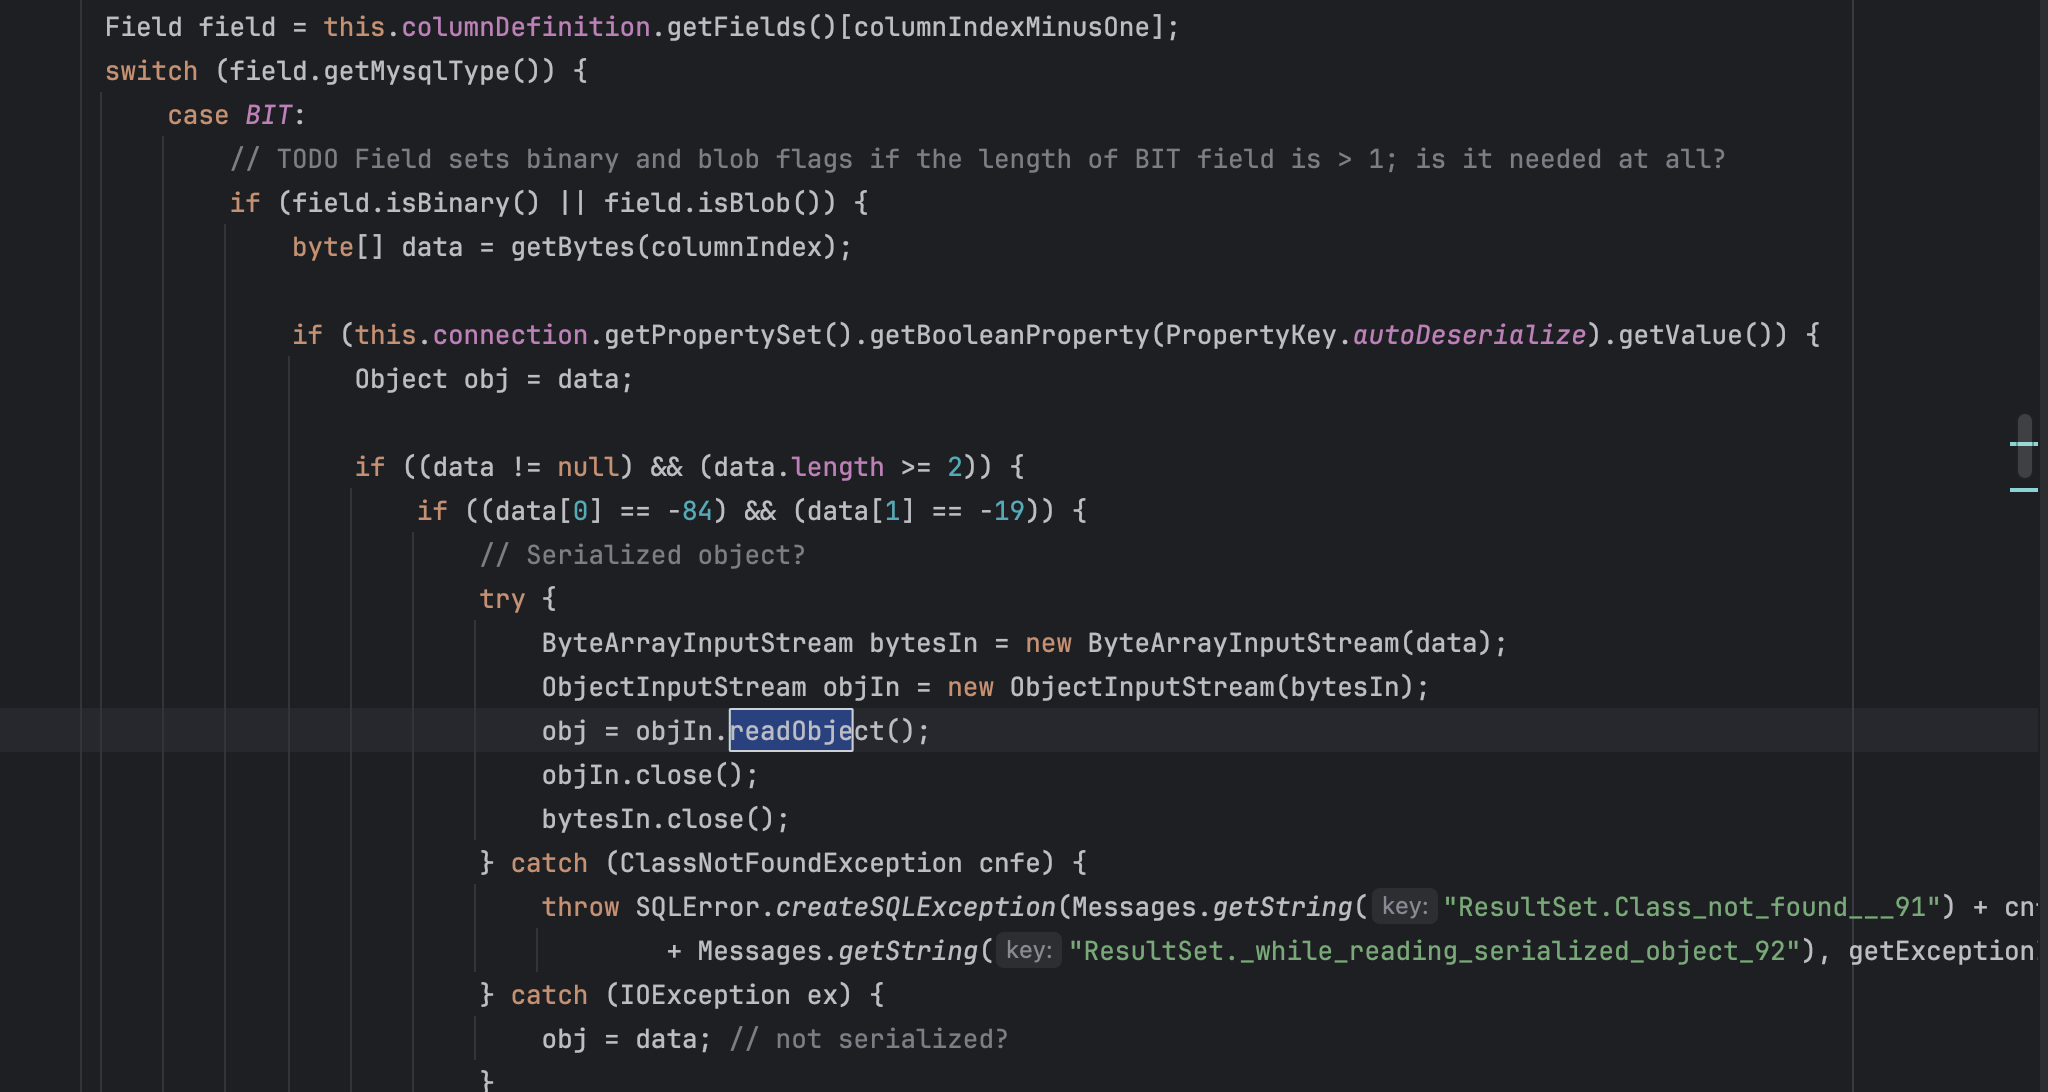 Field field = this.columnDefinition.getFields()[columnIndexMinusOne];
switch (field.getMysqlType()) {
case BIT:
// TODO Field sets binary and blob flags if the length of BIT field is > 1; is it needed at all?
if (field.isBinary() || field.isBlob()) {
byte[] data = getBytes(columnIndex);
if (this.connection.getPropertySet().getBooleanProperty(PropertyKey.autoDeserialize).getValue()) {
Object obj = data;
if ((data != null) && (data.length >= 2)) {
if ((data[0] == -84) && (data[1] == -19)) {
// Serialized object?
try {
ByteArrayInputStream bytesIn = new ByteArrayInputStream(data);
ObjectInputStream objIn = new ObjectInputStream(bytesIn);
obj = objIn.readObject();
objIn.close();
bytesIn.close();
} catch (ClassNotFoundException cnfe) {
throw SQLError.createSQLException(Messages.getString( key: "ResultSet.Class_not_found___91") + cn
+ Messages.getString( key: "ResultSet._while_reading_serialized_object_92"), getException
} catch (IOException ex) {
obj = data; // not serialized?
}